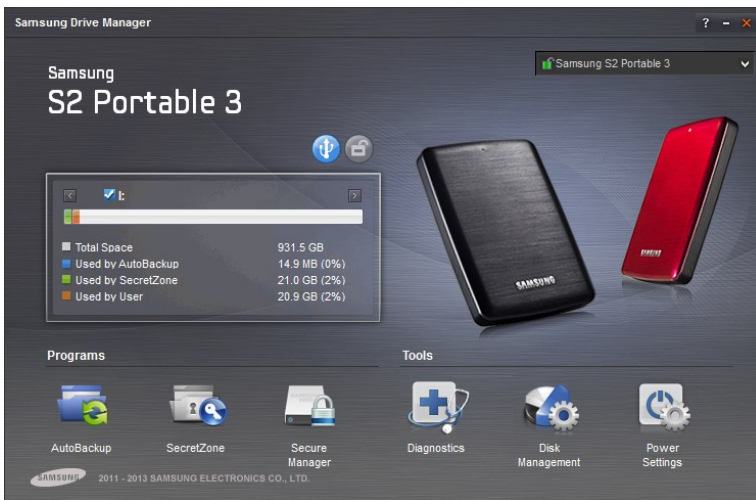 Samsung Drive Manager
? -  ×
Samsung S2 Portable 3
Samsung
S2 Portable 3
I:
Total Space 931.5 GB
Used by AutoBackup 14.9 MB (0%)
Used by SecretZone 21.0 GB (2%)
Used by User 20.9 GB (2%)
SAMSUNG
SAMSUNG
Programs
Tools
AutoBackup
SecretZone
Secure
Manager
Diagnostics
Disk
Management
Power
Settings
SAMSUNG 2011 - 2013 SAMSUNG ELECTRONICS CO., LTD.